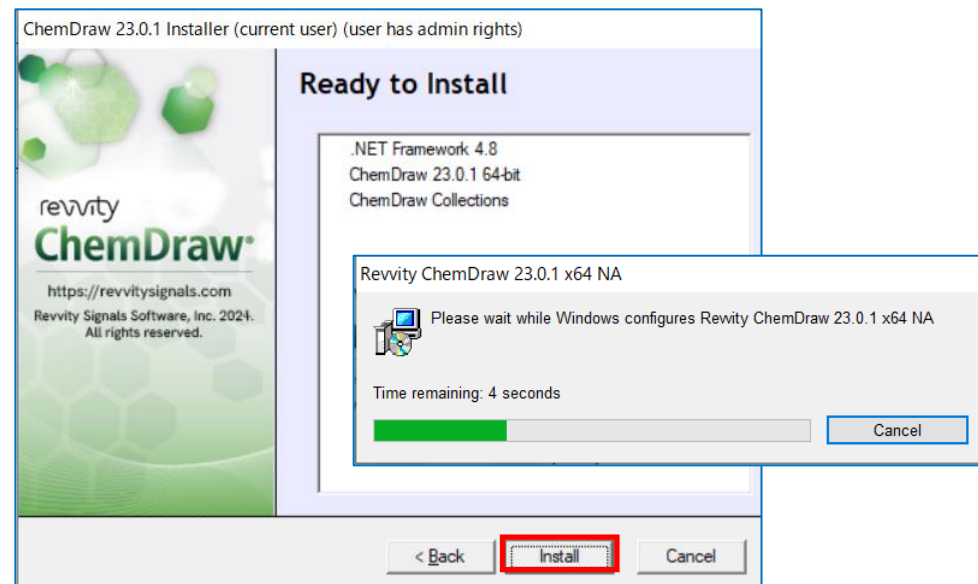 ChemDraw 23.0.1 Installer (current user) (user has admin rights)
Ready to Install
.NET Framework 4.8
ChemDraw 23.0.1 64-bit
ChemDraw Collections
revvity
ChemDraw®
https://revvitysignals.com
Revvity Signals Software, Inc. 2024.
All rights reserved.
Revvity ChemDraw 23.0.1 x64 NA
Please wait while Windows configures Revvity ChemDraw 23.0.1 x64 NA
Time remaining: 4 seconds
Cancel
< Back Install Cancel